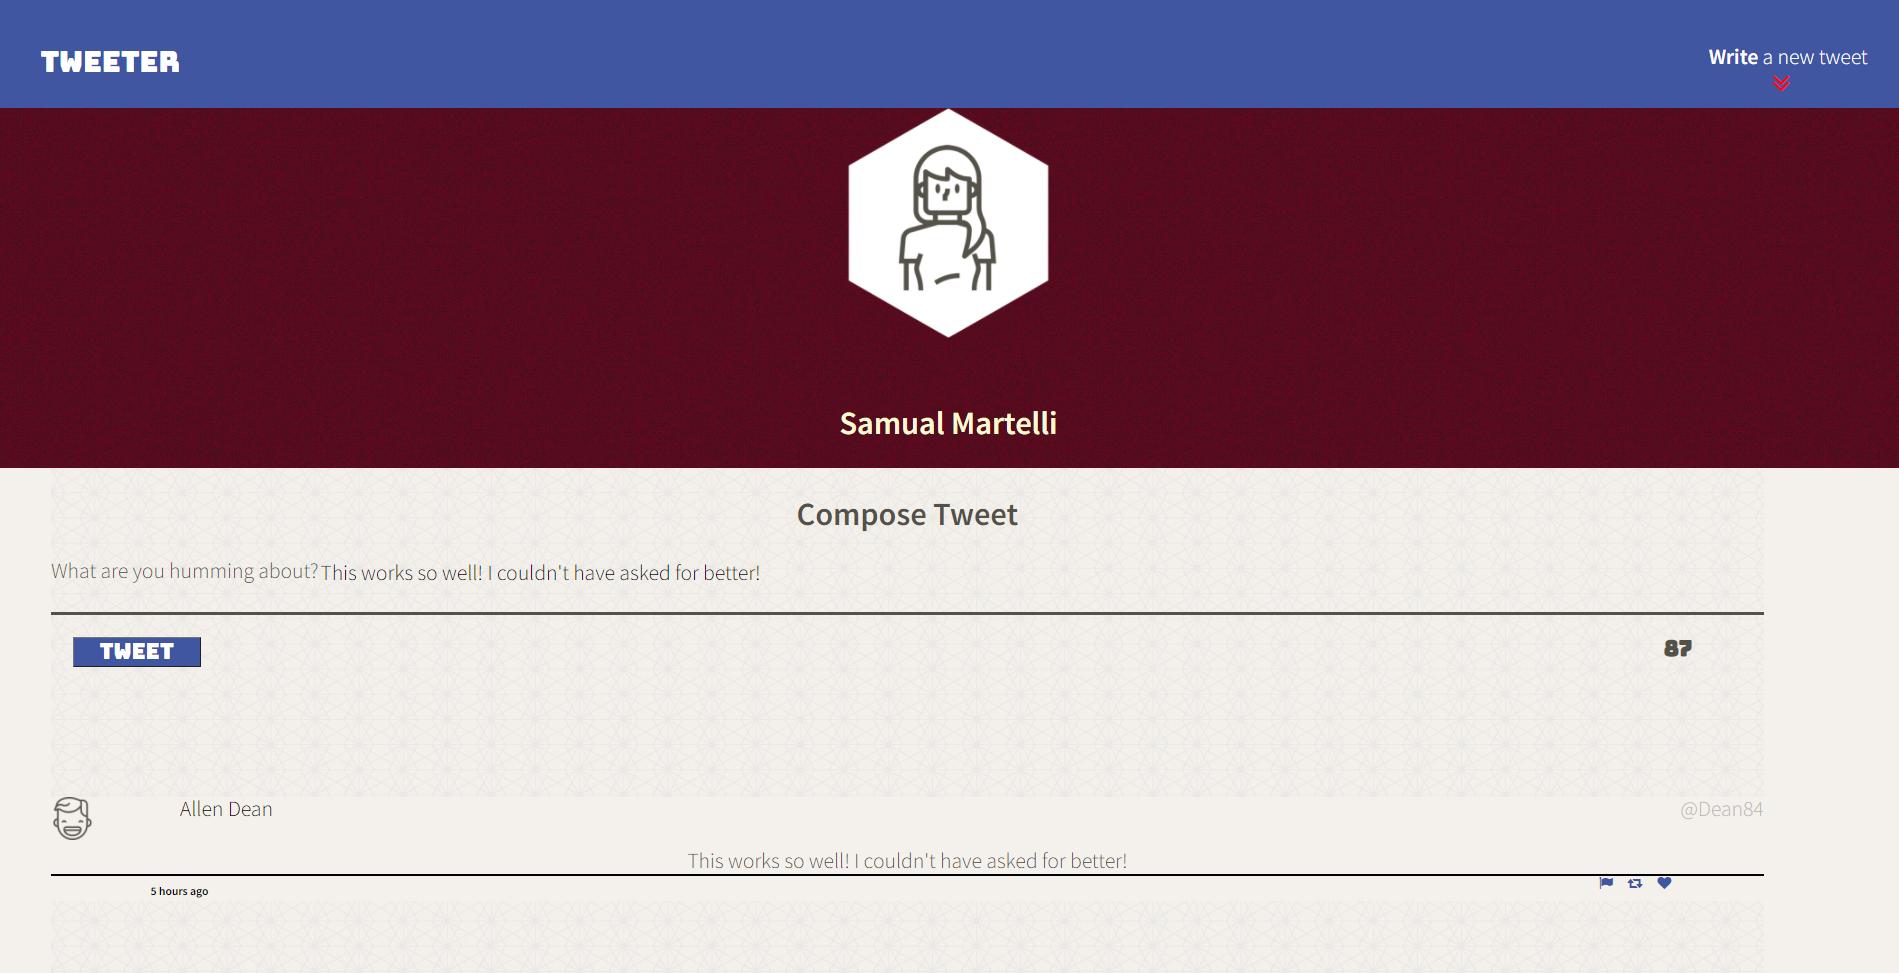 TWEETER
Write a new tweet
Samual Martelli
Compose Tweet
What are you humming about? This works so well! I couldn't have asked for better!
TWEET
87
Allen Dean
@Dean84
This works so well! I couldn't have asked for better!
5 hours ago